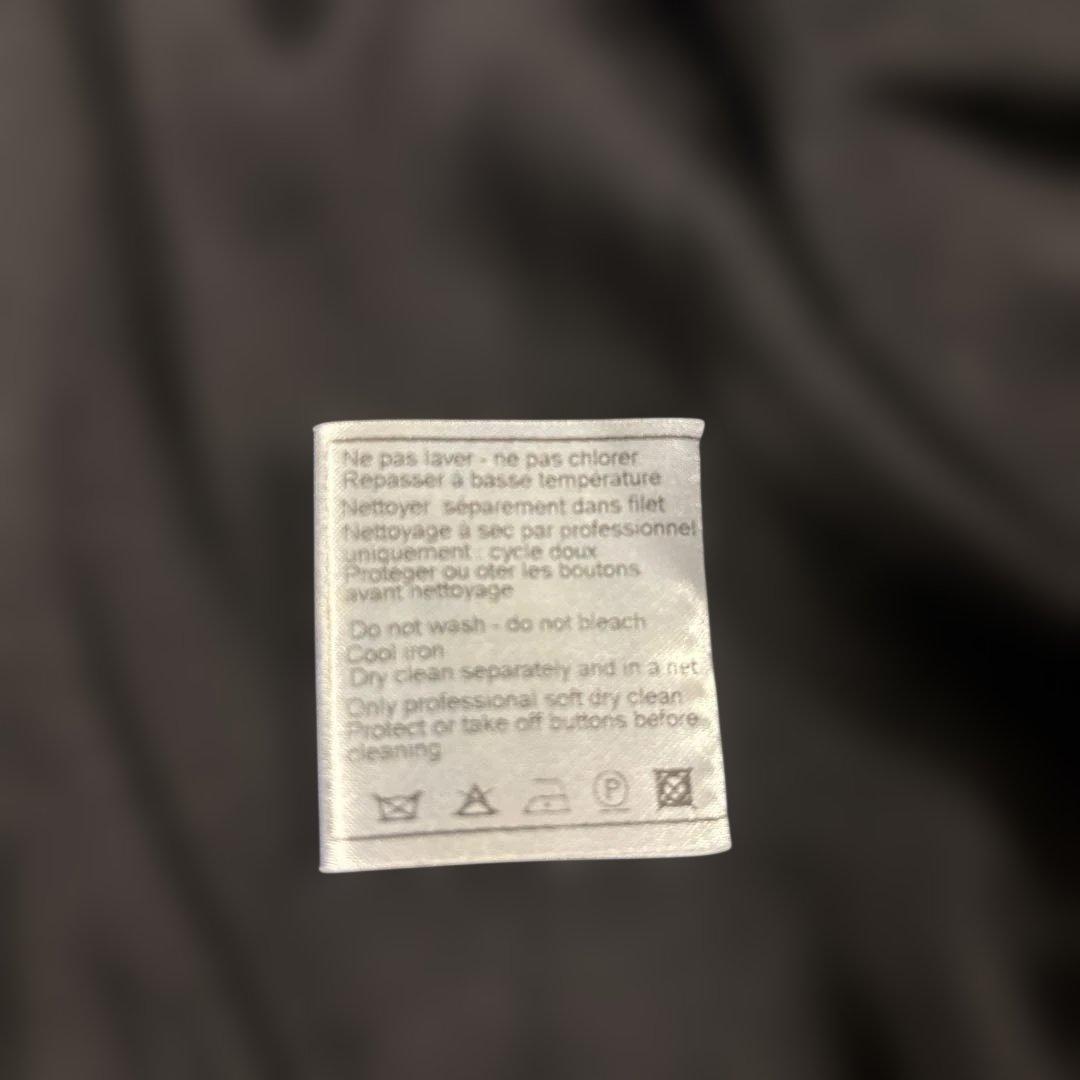 Ne pas laver - ne pas chlorer
Repasser à basse température
Nettoyer séparement dans filet
Nettoyage à sec par professionnel
uniquement : cycle doux
Protéger ou oter les boutons
avant nettoyage
Do not wash - do not bleach
Cool iron
Dry clean separately and in a net
Only professional soft dry clean
Protect or take off buttons before
cleaning
P